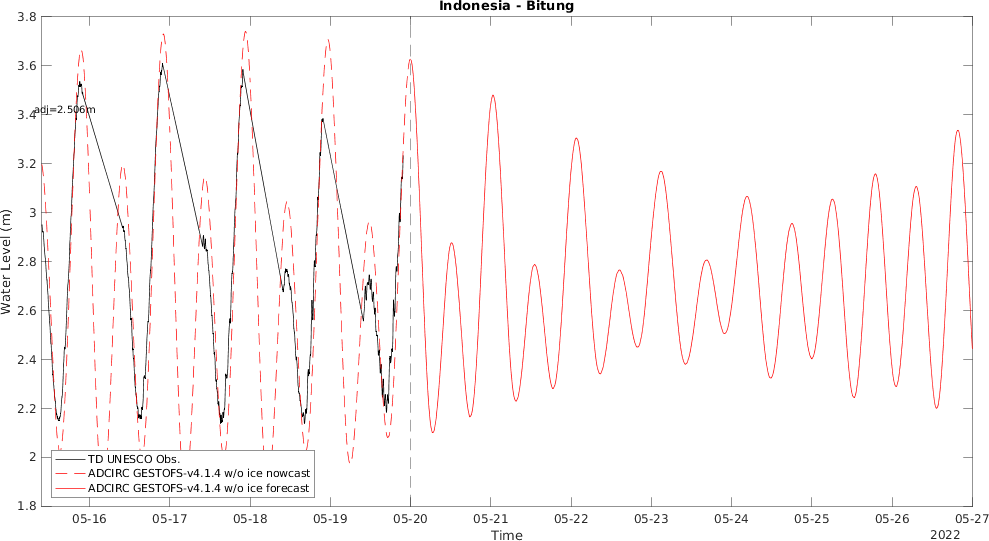 Indonesia - Bitung
3.8
3.6
3.4
3.2
3
2.8
2.6
2.4
2.2
2
1.8
Water Level (m)
adj=2.506m
TD UNESCO Obs.
ADCIRC GESTOFS-v4.1.4 w/o ice nowcast
ADCIRC GESTOFS-v4.1.4 w/o ice forecast
05-16 05-17 05-18 05-19 05-20 05-21 05-22 05-23 05-24 05-25 05-26 05-27
Time
2022